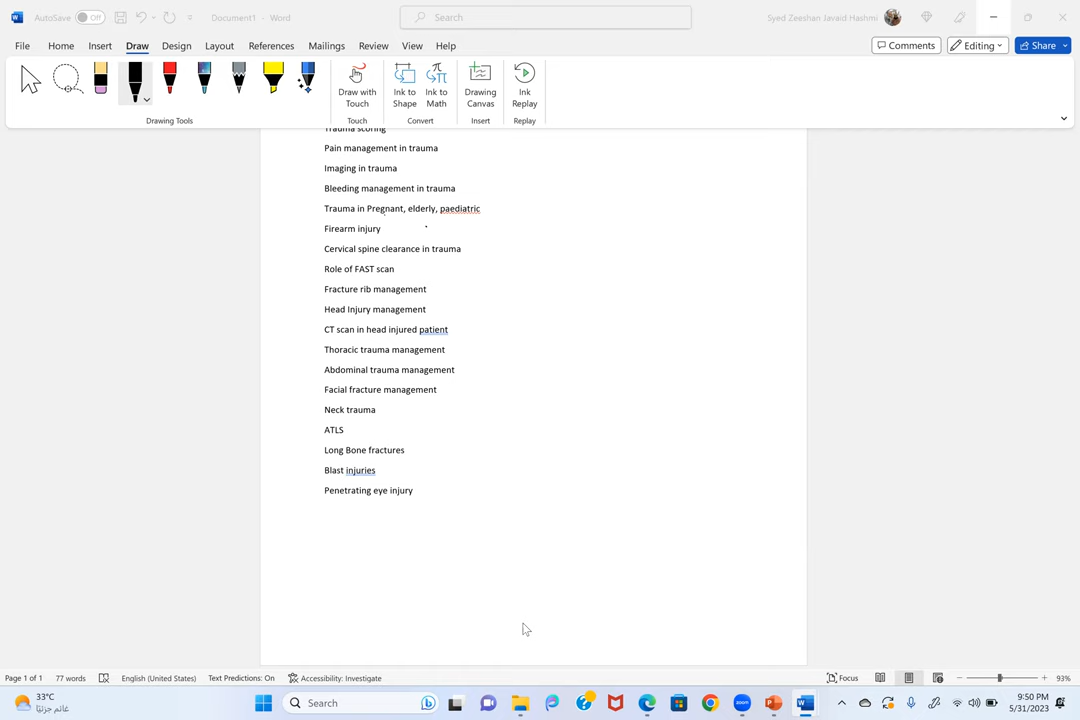 AutoSave Off Document1 - Word Search Syed Zeeshan Javaid Hashmi
File Home Insert Draw Design Layout References Mailings Review View Help Comments Editing Share
Draw with Touch
Ink to Shape
Ink to Math
Drawing Canvas
Ink Replay
Drawing Tools Touch Convert Insert Replay
Trauma scoring
Pain management in trauma
Imaging in trauma
Bleeding management in trauma
Trauma in Pregnant, elderly, paediatric
Firearm injury
Cervical spine clearance in trauma
Role of FAST scan
Fracture rib management
Head Injury management
CT scan in head injured patient
Thoracic trauma management
Abdominal trauma management
Facial fracture management
Neck trauma
ATLS
Long Bone fractures
Blast injuries
Penetrating eye injury
Page 1 of 1 77 words English (United States) Text Predictions: On Accessibility: Investigate Focus 93%
33°C
غائم جزئيًا
Search
zoom
9:50 PM
5/31/2023